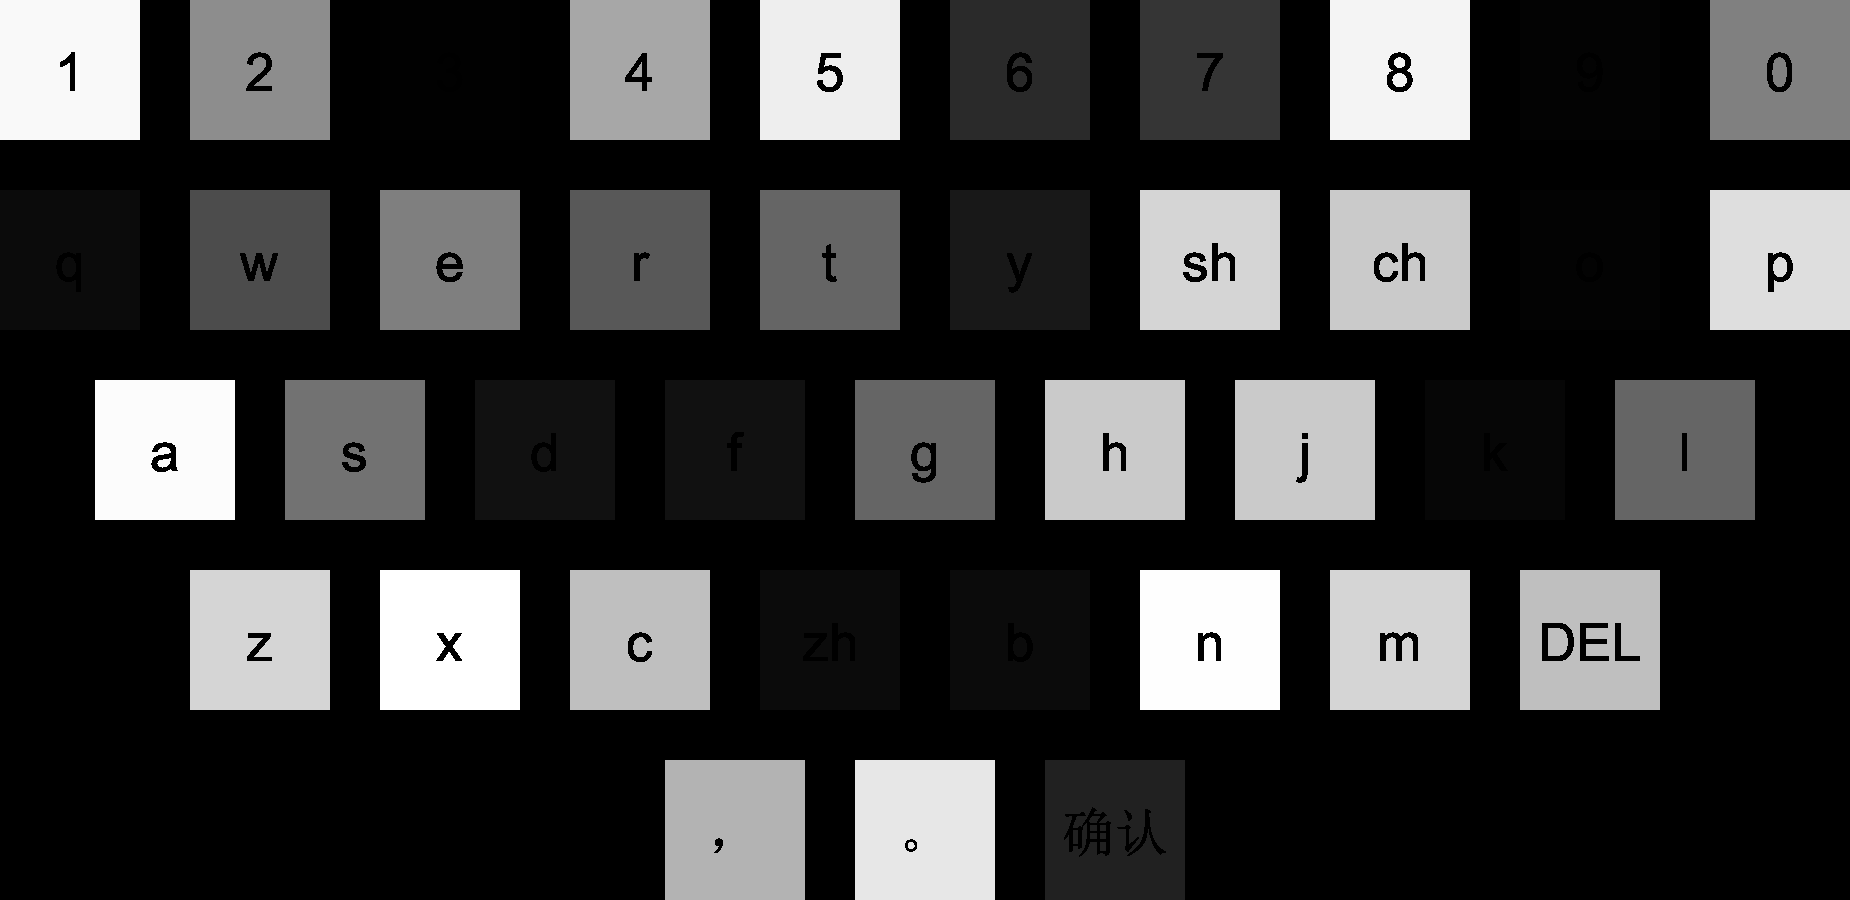 1 2 3 4 5 6 7 8 9 0
q w e r t y sh ch o p
a s d f g h j k l
z x c zh b n m DEL
， 。 确认